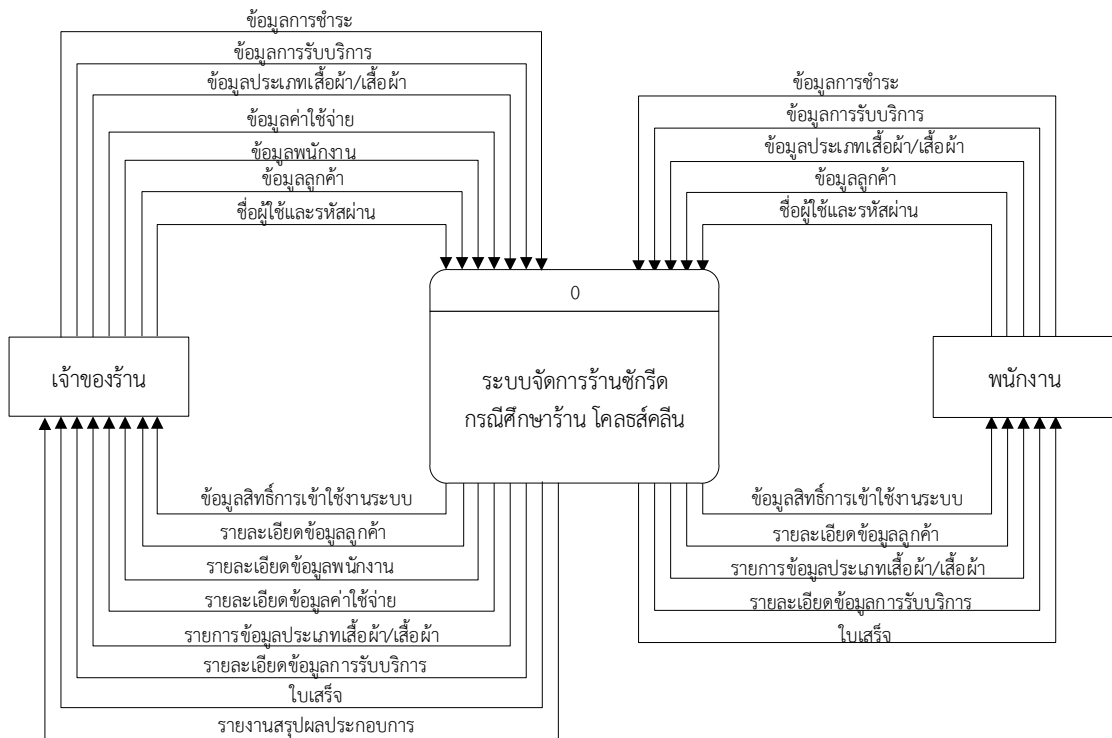 ข้อมูลการชำระ
ข้อมูลการรับบริการ
ข้อมูลประเภทเสื้อผ้า/เสื้อผ้า
ข้อมูลค่าใช้จ่าย
ข้อมูลพนักงาน
ข้อมูลลูกค้า
ชื่อผู้ใช้และรหัสผ่าน
ข้อมูลการชำระ
ข้อมูลการรับบริการ
ข้อมูลประเภทเสื้อผ้า/เสื้อผ้า
ข้อมูลลูกค้า
ชื่อผู้ใช้และรหัสผ่าน
0
เจ้าของร้าน
ระบบจัดการร้านซักรีด
กรณีศึกษาร้าน โคลธส์คลีน
พนักงาน
ข้อมูลสิทธิ์การเข้าใช้งานระบบ
รายละเอียดข้อมูลลูกค้า
รายละเอียดข้อมูลพนักงาน
รายละเอียดข้อมูลค่าใช้จ่าย
รายการข้อมูลประเภทเสื้อผ้า/เสื้อผ้า
รายละเอียดข้อมูลการรับบริการ
ใบเสร็จ
รายงานสรุปผลประกอบการ
ข้อมูลสิทธิ์การเข้าใช้งานระบบ
รายละเอียดข้อมูลลูกค้า
รายการข้อมูลประเภทเสื้อผ้า/เสื้อผ้า
รายละเอียดข้อมูลการรับบริการ
ใบเสร็จ